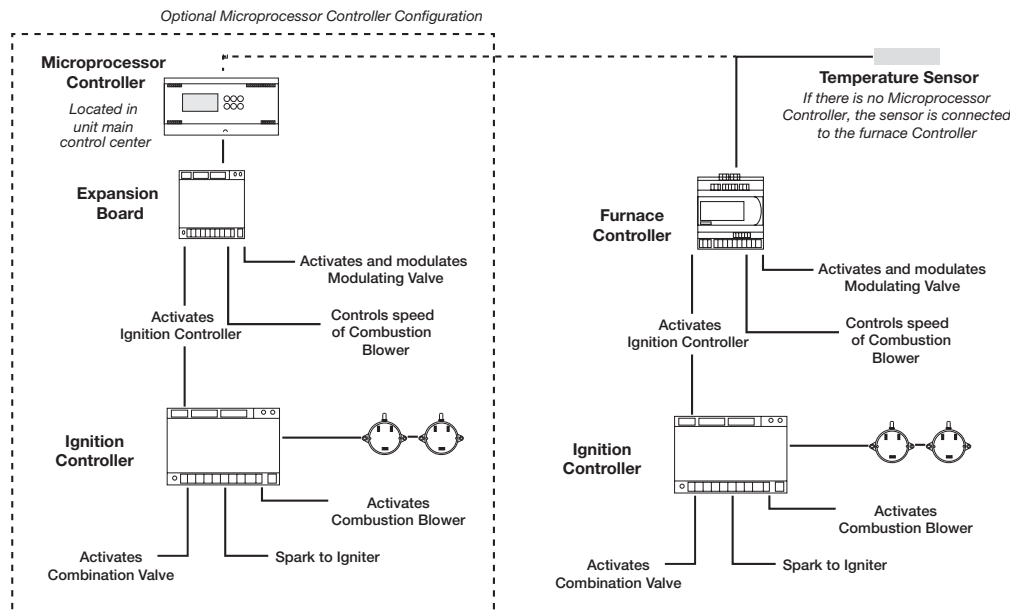 Optional Microprocessor Controller Configuration
Microprocessor
Controller
Located in
unit main
control center
Expansion
Board
Activates and modulates
Modulating Valve
Activates
Ignition Controller
Controls speed
of Combustion
Blower
Ignition
Controller
Activates
Combustion Blower
Activates
Combination Valve
Spark to Igniter
Temperature Sensor
If there is no Microprocessor
Controller, the sensor is connected
to the furnace Controller
Furnace
Controller
Activates and modulates
Modulating Valve
Activates
Ignition Controller
Controls speed
of Combustion
Blower
Ignition
Controller
Activates
Combustion Blower
Activates
Combination Valve
Spark to Igniter